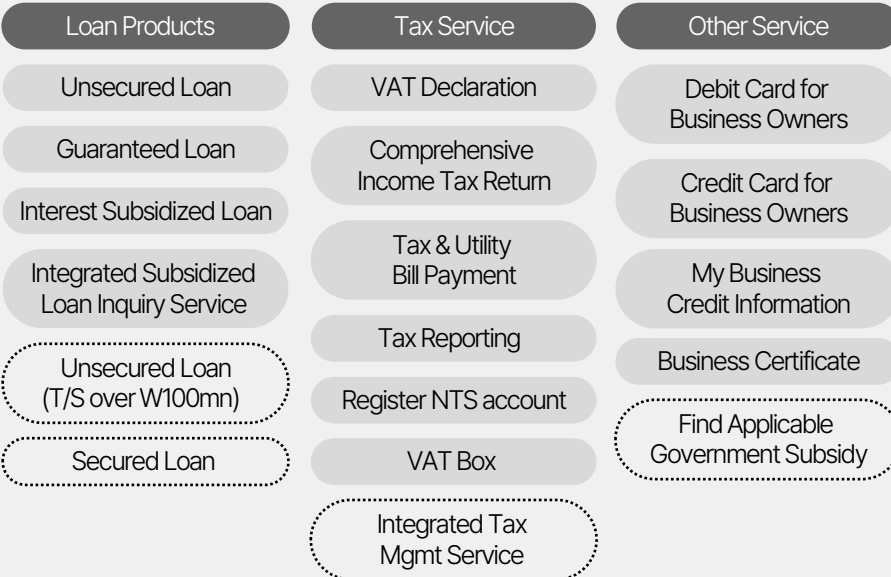 Loan Products
Unsecured Loan
Guaranteed Loan
Interest Subsidized Loan
Integrated Subsidized
Loan Inquiry Service
Unsecured Loan
(T/S over W100mn)
Secured Loan
Tax Service
VAT Declaration
Comprehensive
Income Tax Return
Tax & Utility
Bill Payment
Tax Reporting
Register NTS account
VAT Box
Integrated Tax
Mgmt Service
Other Service
Debit Card for
Business Owners
Credit Card for
Business Owners
My Business
Credit Information
Business Certificate
Find Applicable
Government Subsidy